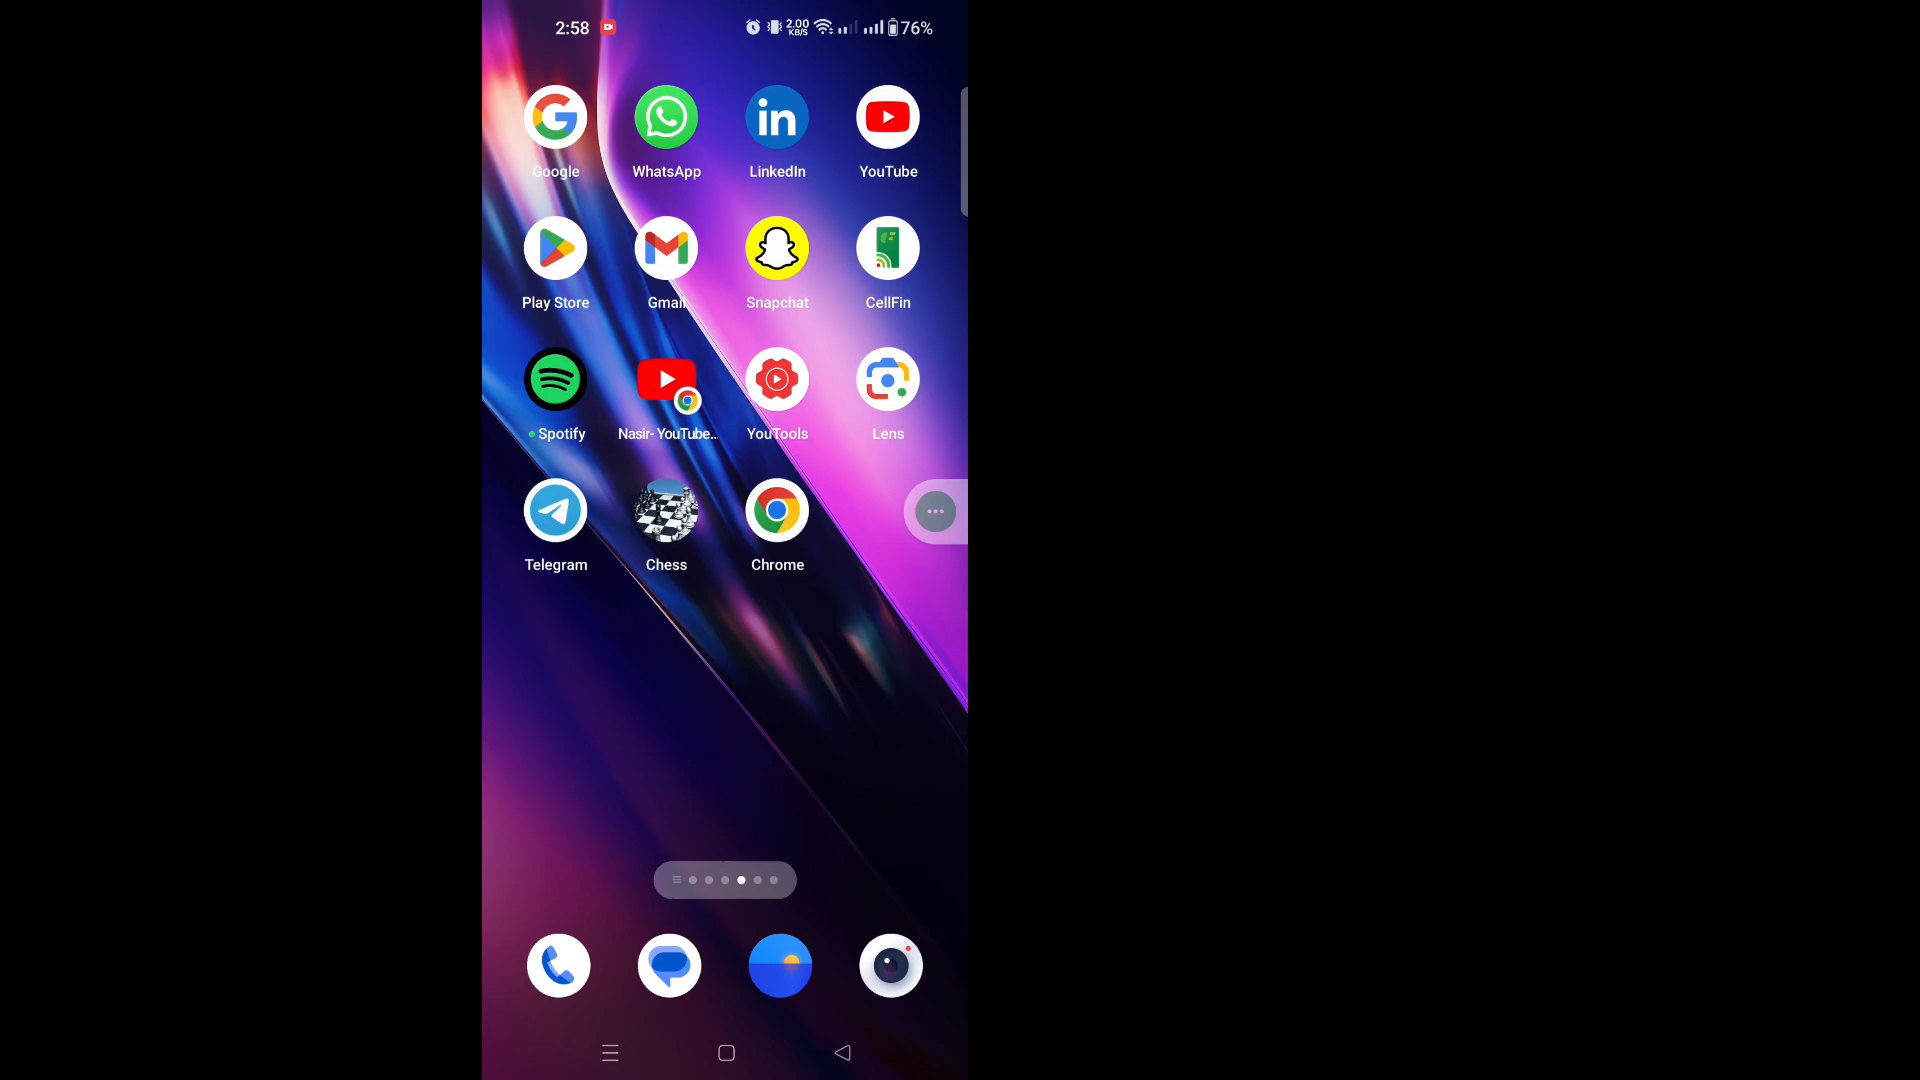 2:58 2.00 KB/S 76%
Google WhatsApp LinkedIn YouTube
Play Store Gmail Snapchat CellFin
Spotify Nasir- YouTube... YouTools Lens
Telegram Chess Chrome